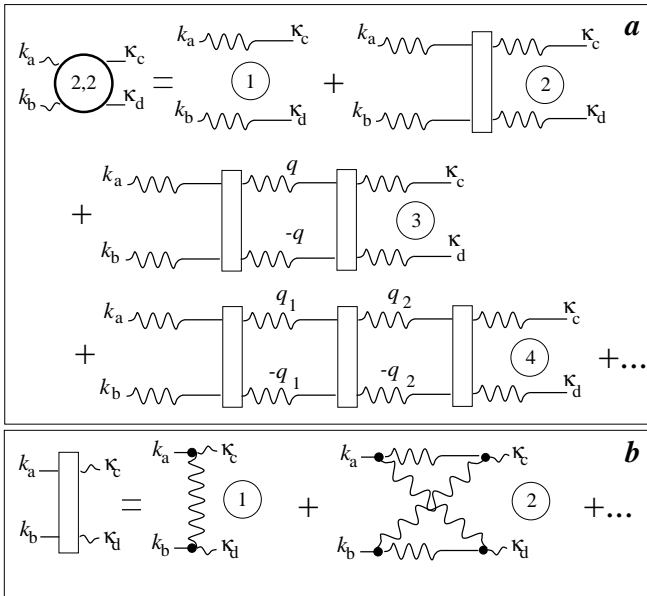 a
k_a κ_c k_a κ_c k_a κ_c
2,2 = 1 + 2
k_b κ_d k_b κ_d k_b κ_d
k_a q κ_c
+ 3
k_b -q κ_d
k_a q_1 q_2 κ_c
+ 4 +...
k_b -q_1 -q_2 κ_d
b
k_a κ_c k_a κ_c k_a κ_c
= 1 + 2 +...
k_b κ_d k_b κ_d k_b κ_d